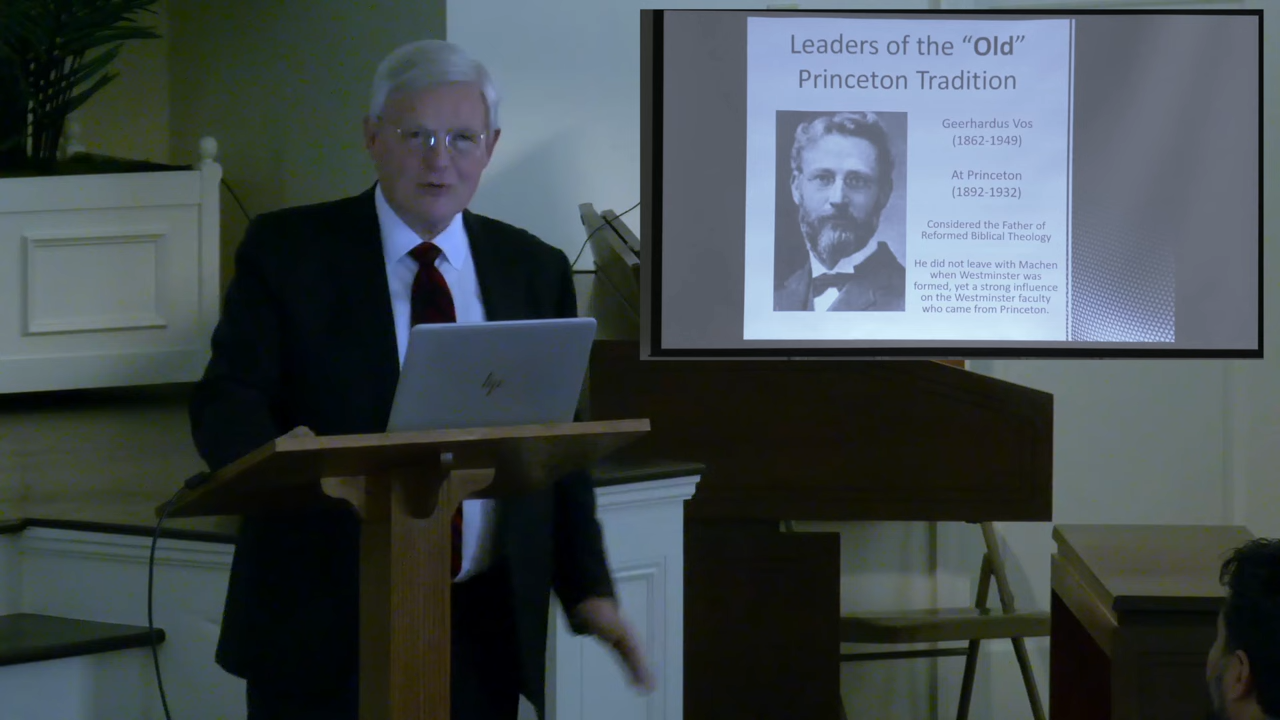 Leaders of the “Old”
Princeton Tradition
Geerhardus Vos
(1862-1949)
At Princeton
(1892-1932)
Considered the Father of
Reformed Biblical Theology
He did not leave with Machen
when Westminster was
formed, yet a strong influence
on the Westminster faculty
who came from Princeton.
hp